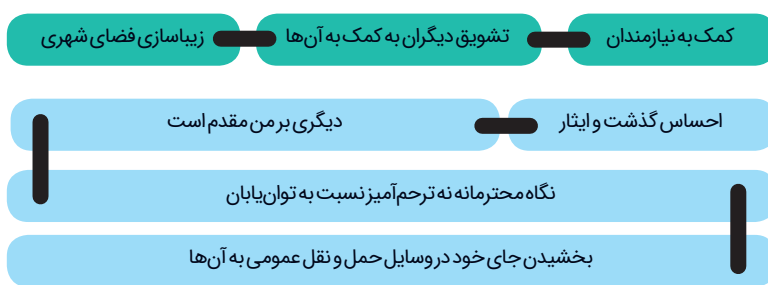 کمک به نیازمندان تشویق دیگران به کمک به آن‌ها زیباسازی فضای شهری
احساس گذشت و ایثار دیگری بر من مقدم است
نگاه محترمانه نه ترحم‌آمیز نسبت به توان‌یابان
بخشیدن جای خود در وسایل حمل و نقل عمومی به آن‌ها